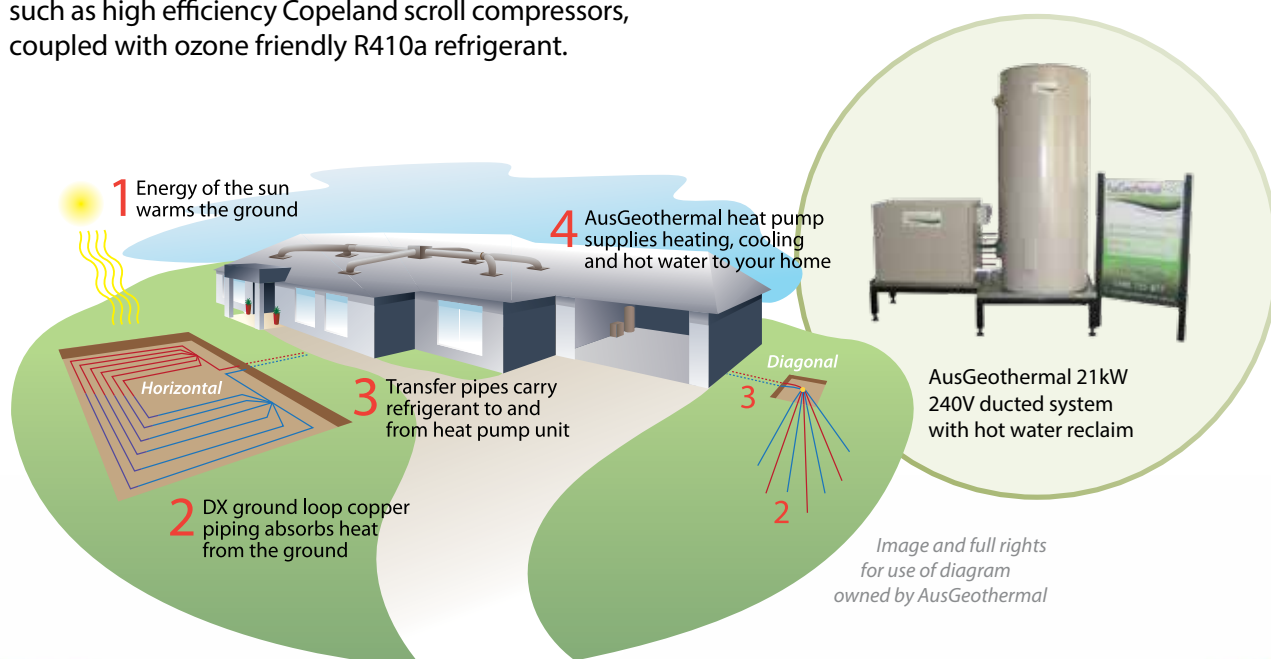 such as high efficiency Copeland scroll compressors,
coupled with ozone friendly R410a refrigerant.
1 Energy of the sun
warms the ground
4 AusGeothermal heat pump
supplies heating, cooling
and hot water to your home
Horizontal
3 Transfer pipes carry
refrigerant to and
from heat pump unit
Diagonal
3
2
2 DX ground loop copper
piping absorbs heat
from the ground
AusGeothermal 21kW
240V ducted system
with hot water reclaim
Image and full rights
for use of diagram
owned by AusGeothermal